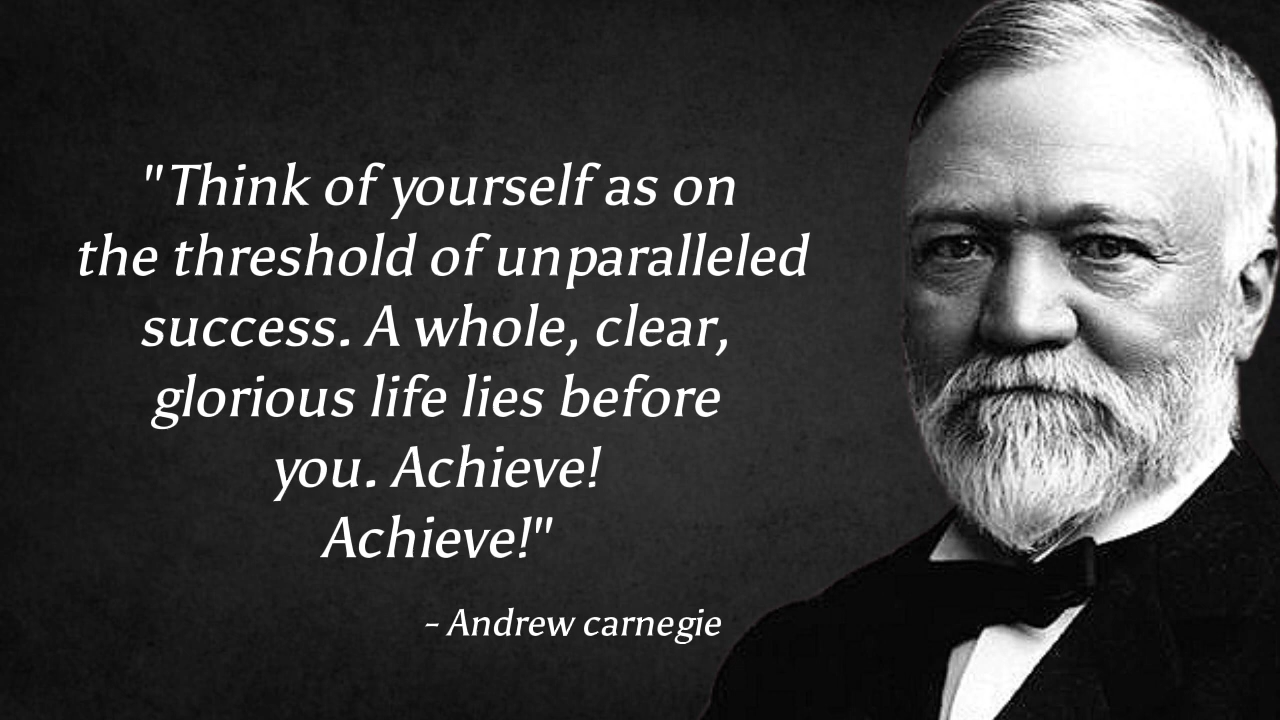 "Think of yourself as on
the threshold of unparalleled
success. A whole, clear,
glorious life lies before
you. Achieve!
Achieve!"
- Andrew carnegie